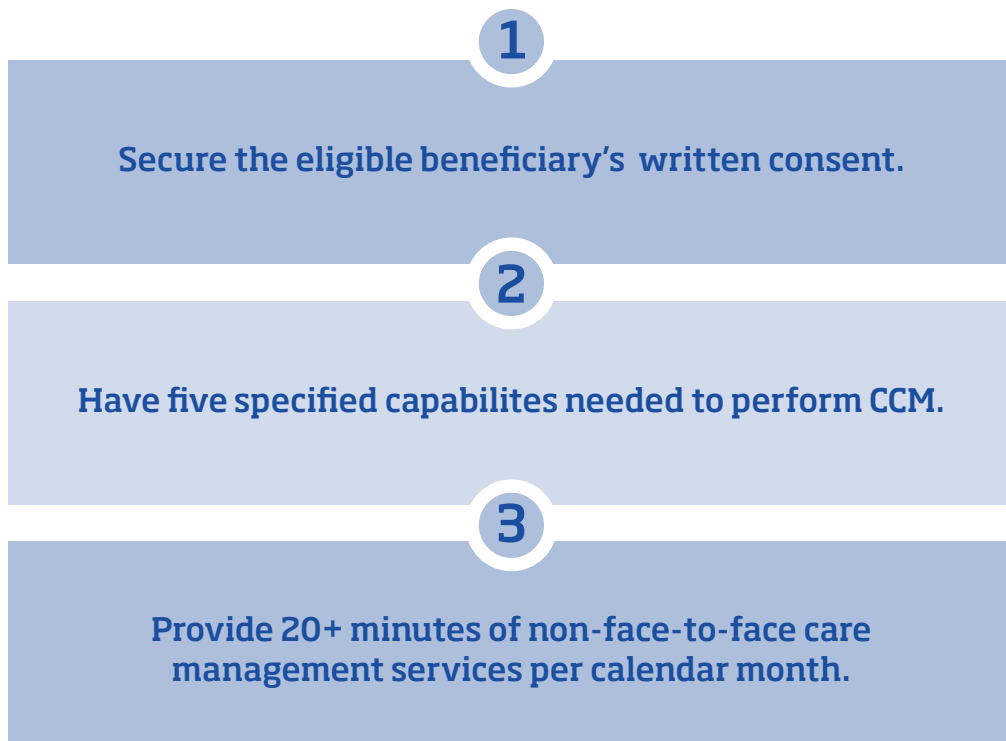 1
Secure the eligible beneficiary’s written consent.
2
Have five specified capabilites needed to perform CCM.
3
Provide 20+ minutes of non-face-to-face care
management services per calendar month.